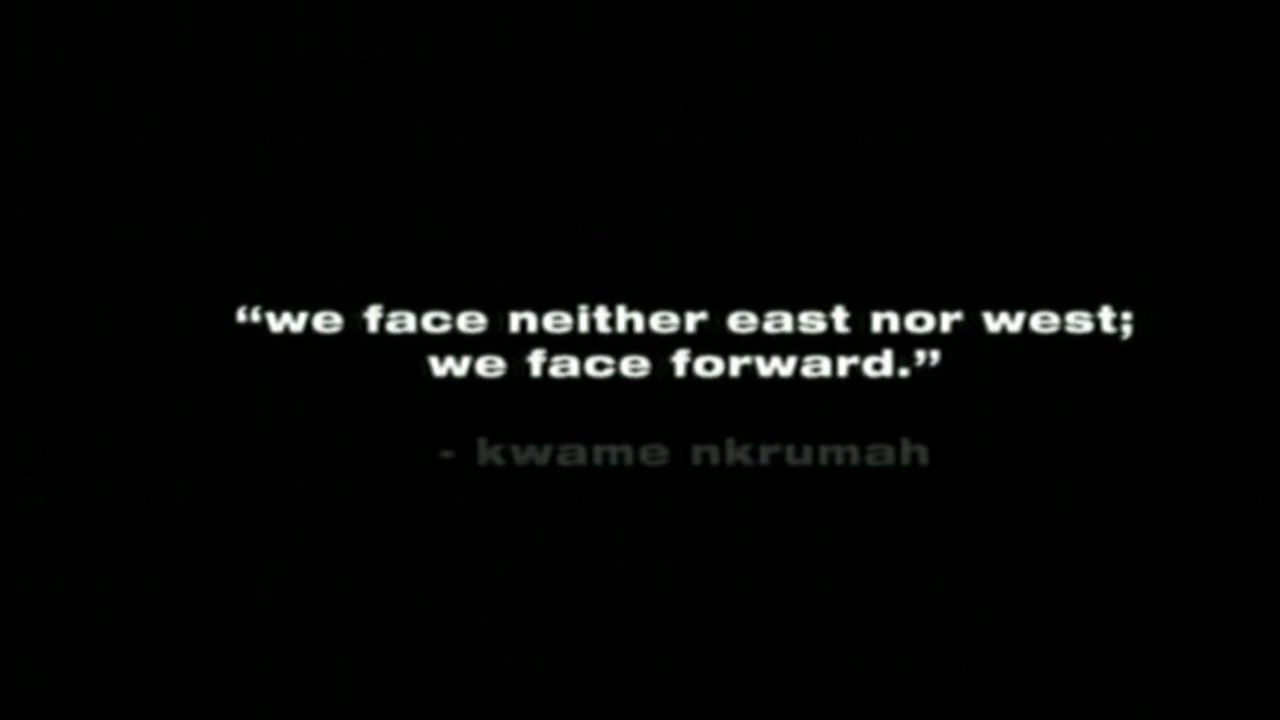 “we face neither east nor west;
we face forward.”
- kwame nkrumah